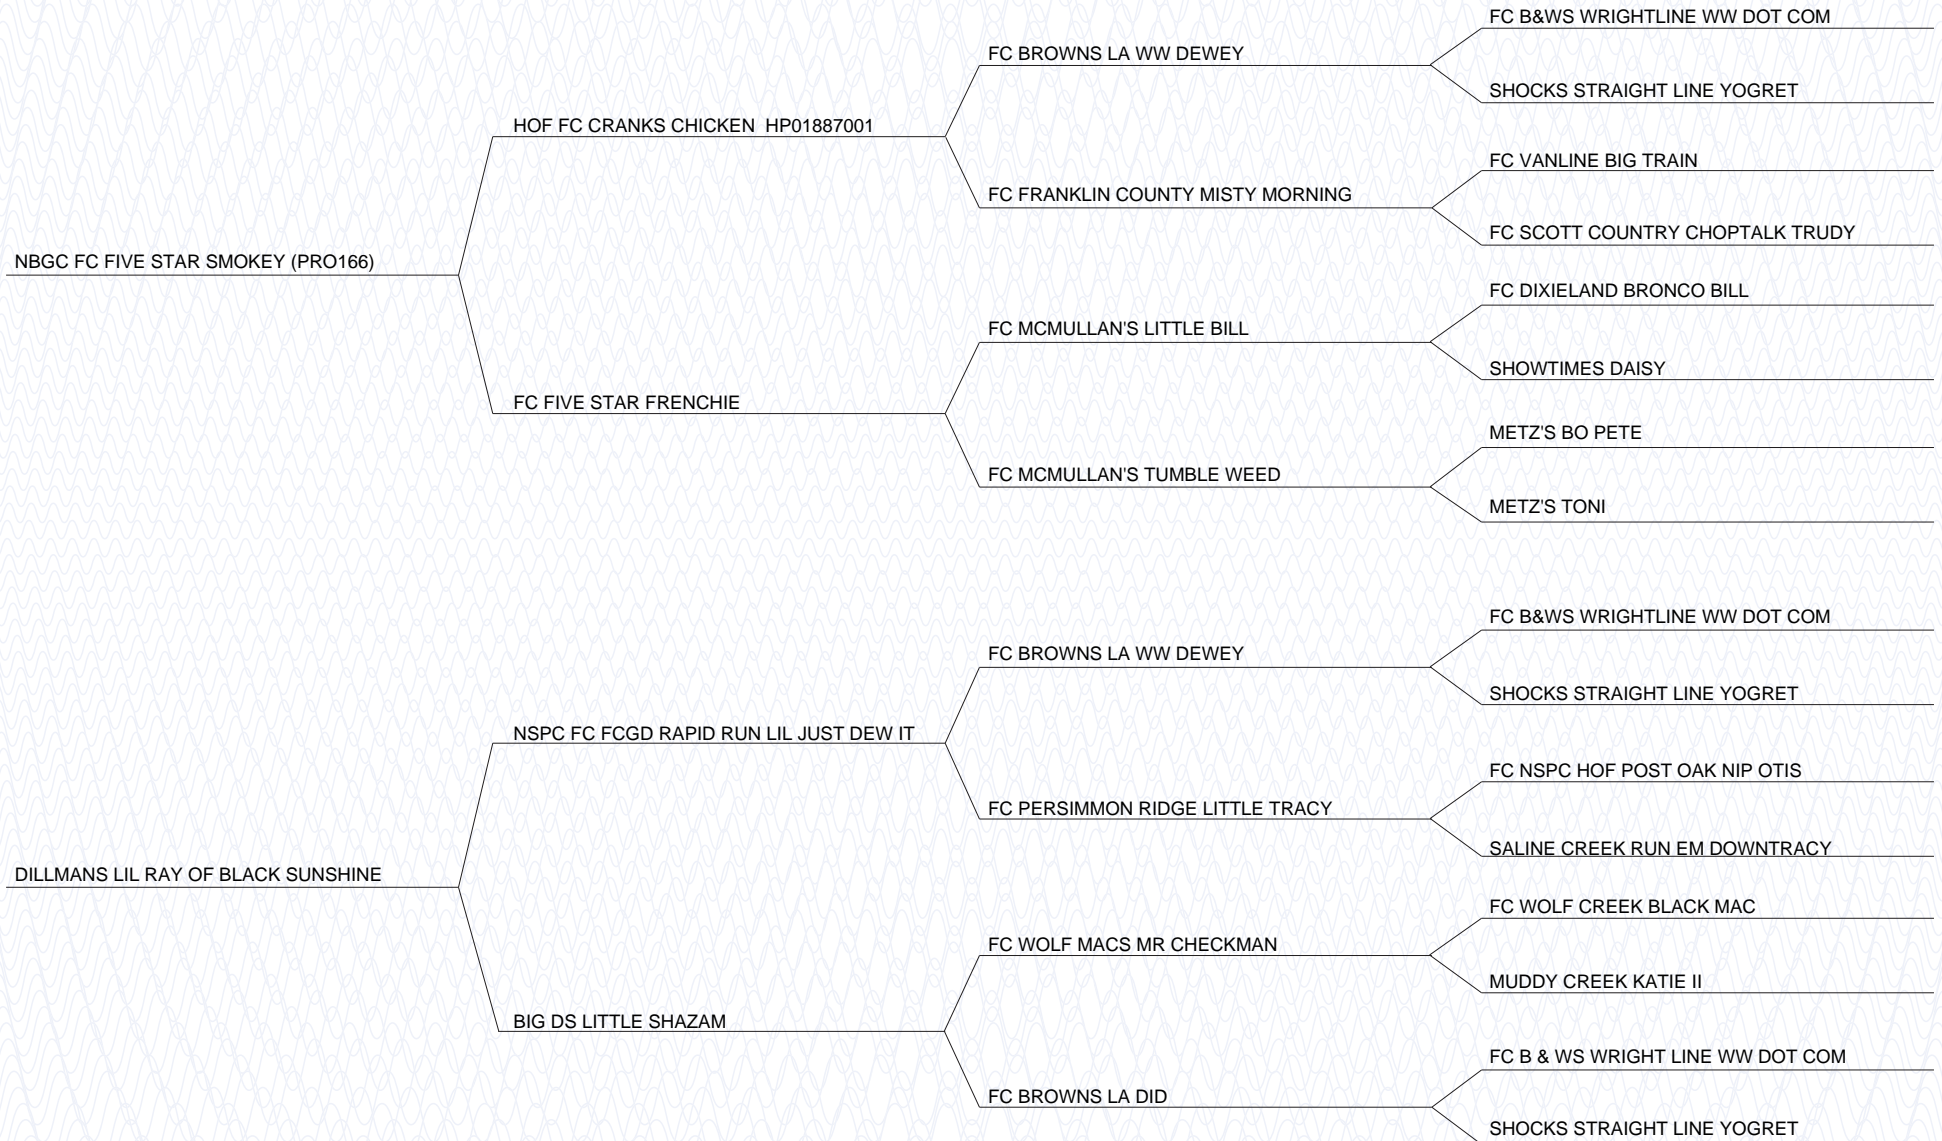 FC B&WS WRIGHTLINE WW DOT COM
FC BROWNS LA WW DEWEY
SHOCKS STRAIGHT LINE YOGRET
HOF FC CRANKS CHICKEN  HP01887001
FC VANLINE BIG TRAIN
FC FRANKLIN COUNTY MISTY MORNING
FC SCOTT COUNTRY CHOPTALK TRUDY
NBGC FC FIVE STAR SMOKEY (PRO166)
FC DIXIELAND BRONCO BILL
FC MCMULLAN'S LITTLE BILL
SHOWTIMES DAISY
FC FIVE STAR FRENCHIE
METZ'S BO PETE
FC MCMULLAN'S TUMBLE WEED
METZ'S TONI
FC B&WS WRIGHTLINE WW DOT COM
FC BROWNS LA WW DEWEY
SHOCKS STRAIGHT LINE YOGRET
NSPC FC FCGD RAPID RUN LIL JUST DEW IT
FC NSPC HOF POST OAK NIP OTIS
FC PERSIMMON RIDGE LITTLE TRACY
SALINE CREEK RUN EM DOWNTRACY
DILLMANS LIL RAY OF BLACK SUNSHINE
FC WOLF CREEK BLACK MAC
FC WOLF MACS MR CHECKMAN
MUDDY CREEK KATIE II
BIG DS LITTLE SHAZAM
FC B & WS WRIGHT LINE WW DOT COM
FC BROWNS LA DID
SHOCKS STRAIGHT LINE YOGRET